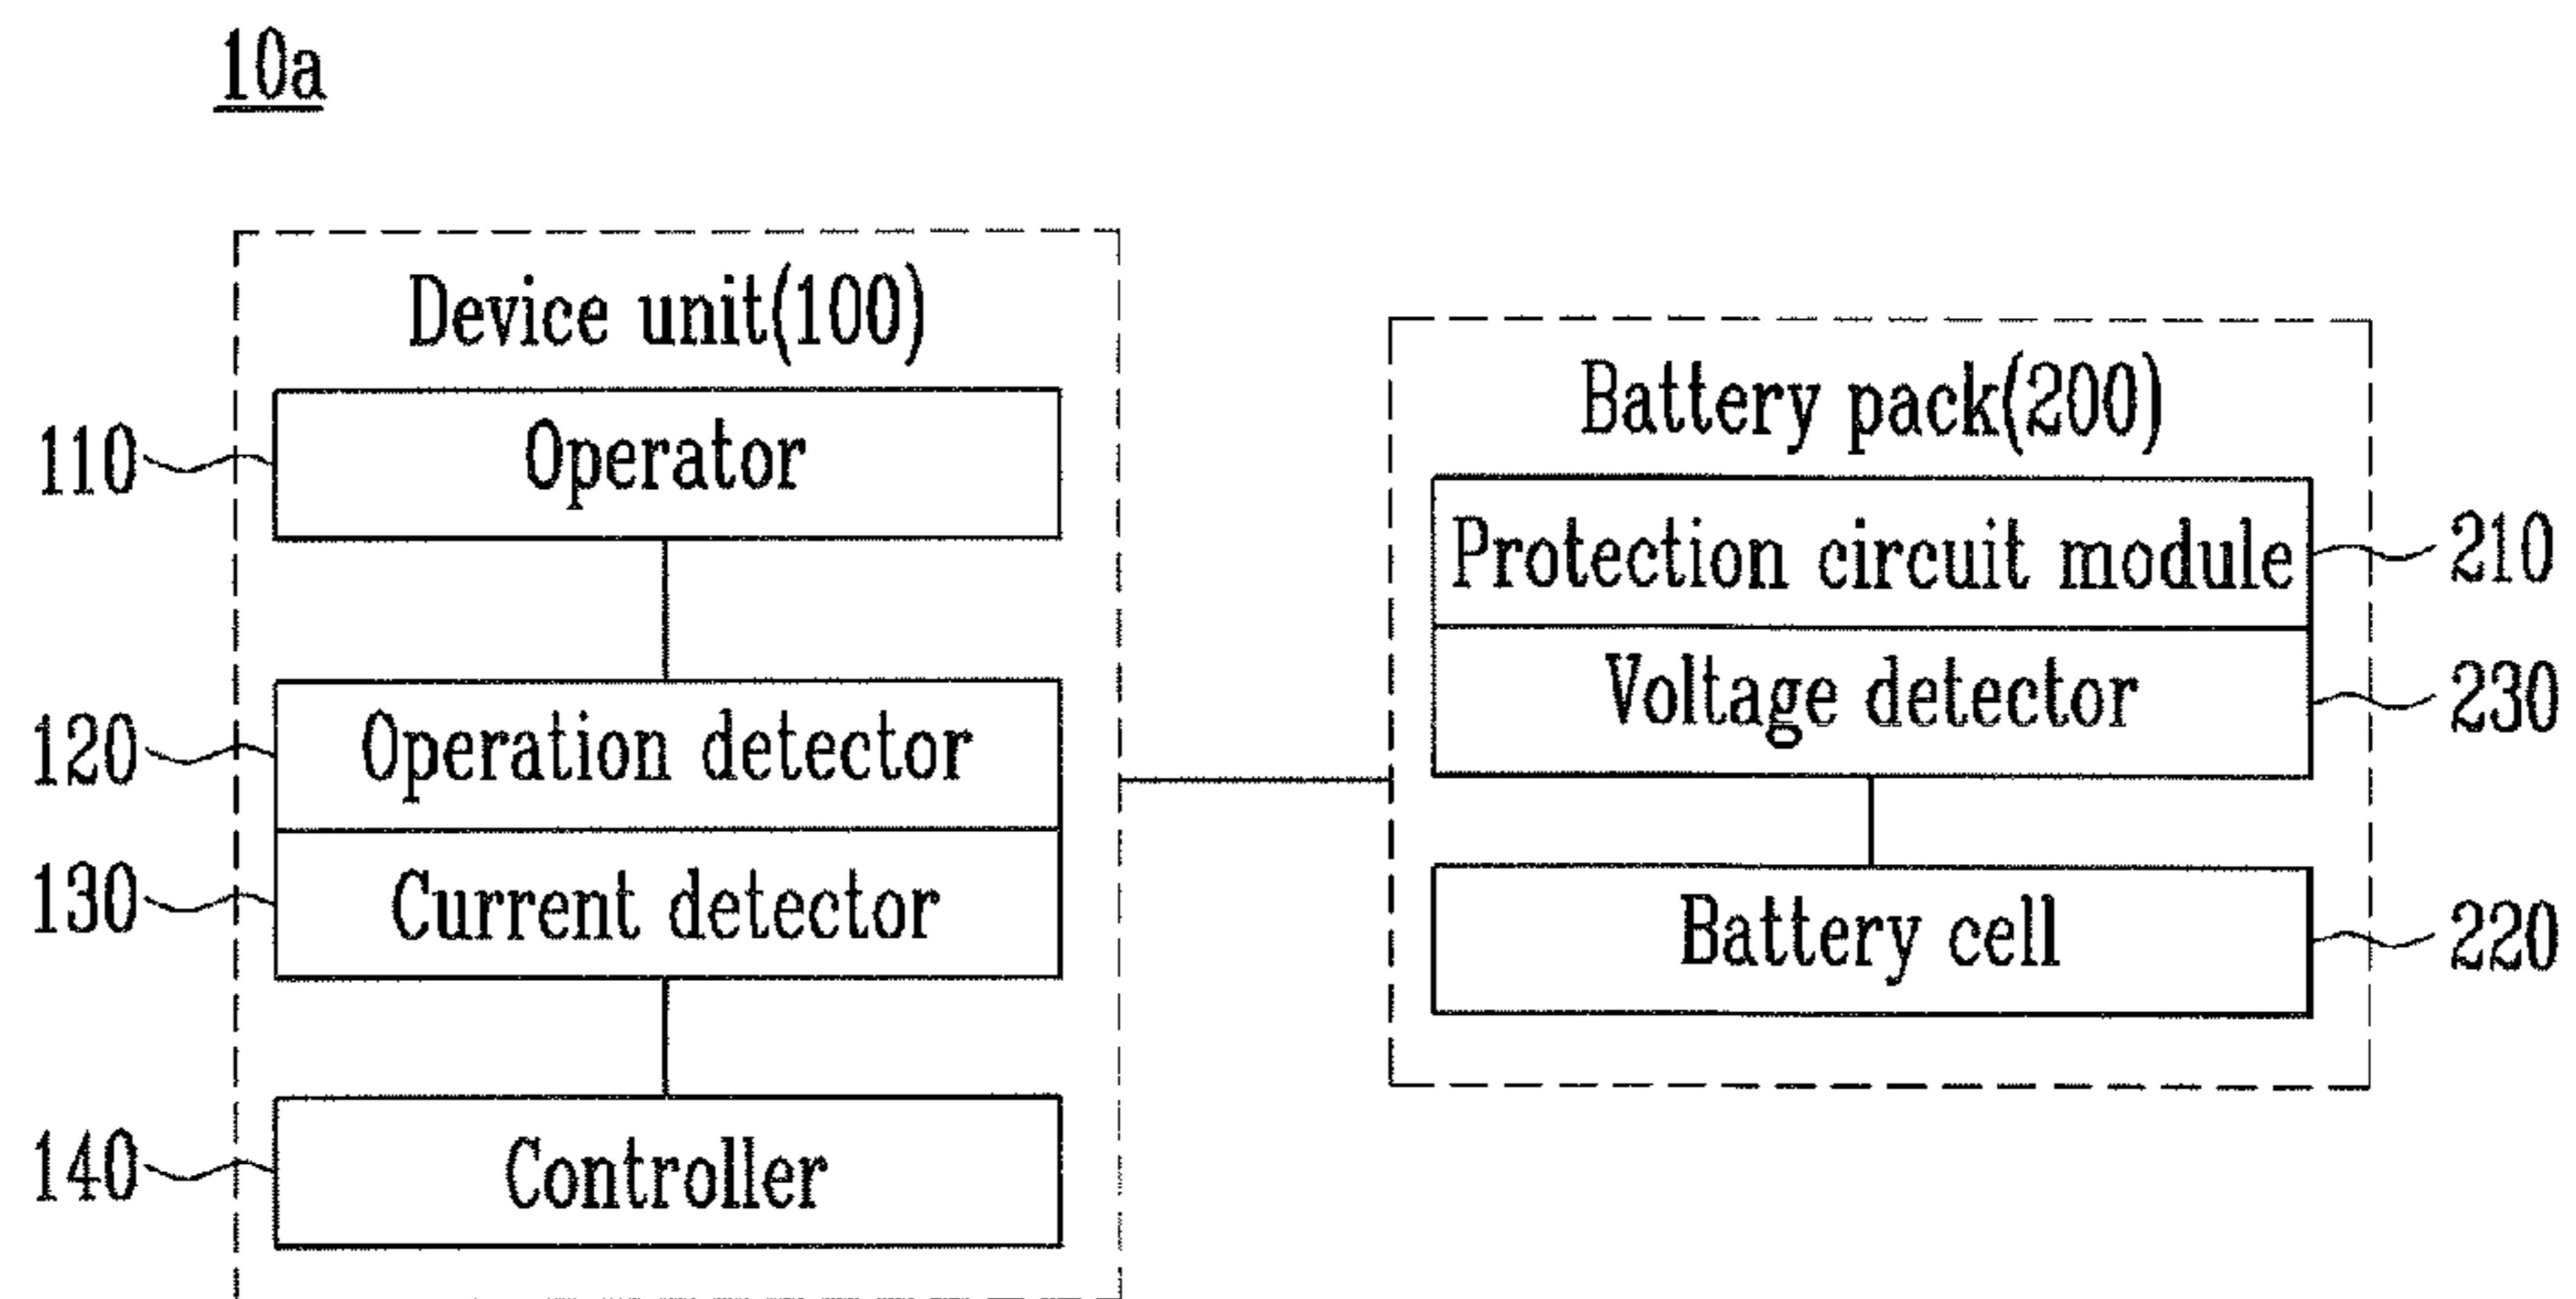 10a
Device unit(100)
110
Operator
120
Operation detector
130
Current detector
140
Controller
Battery pack(200)
Protection circuit module
210
Voltage detector
230
Battery cell
220